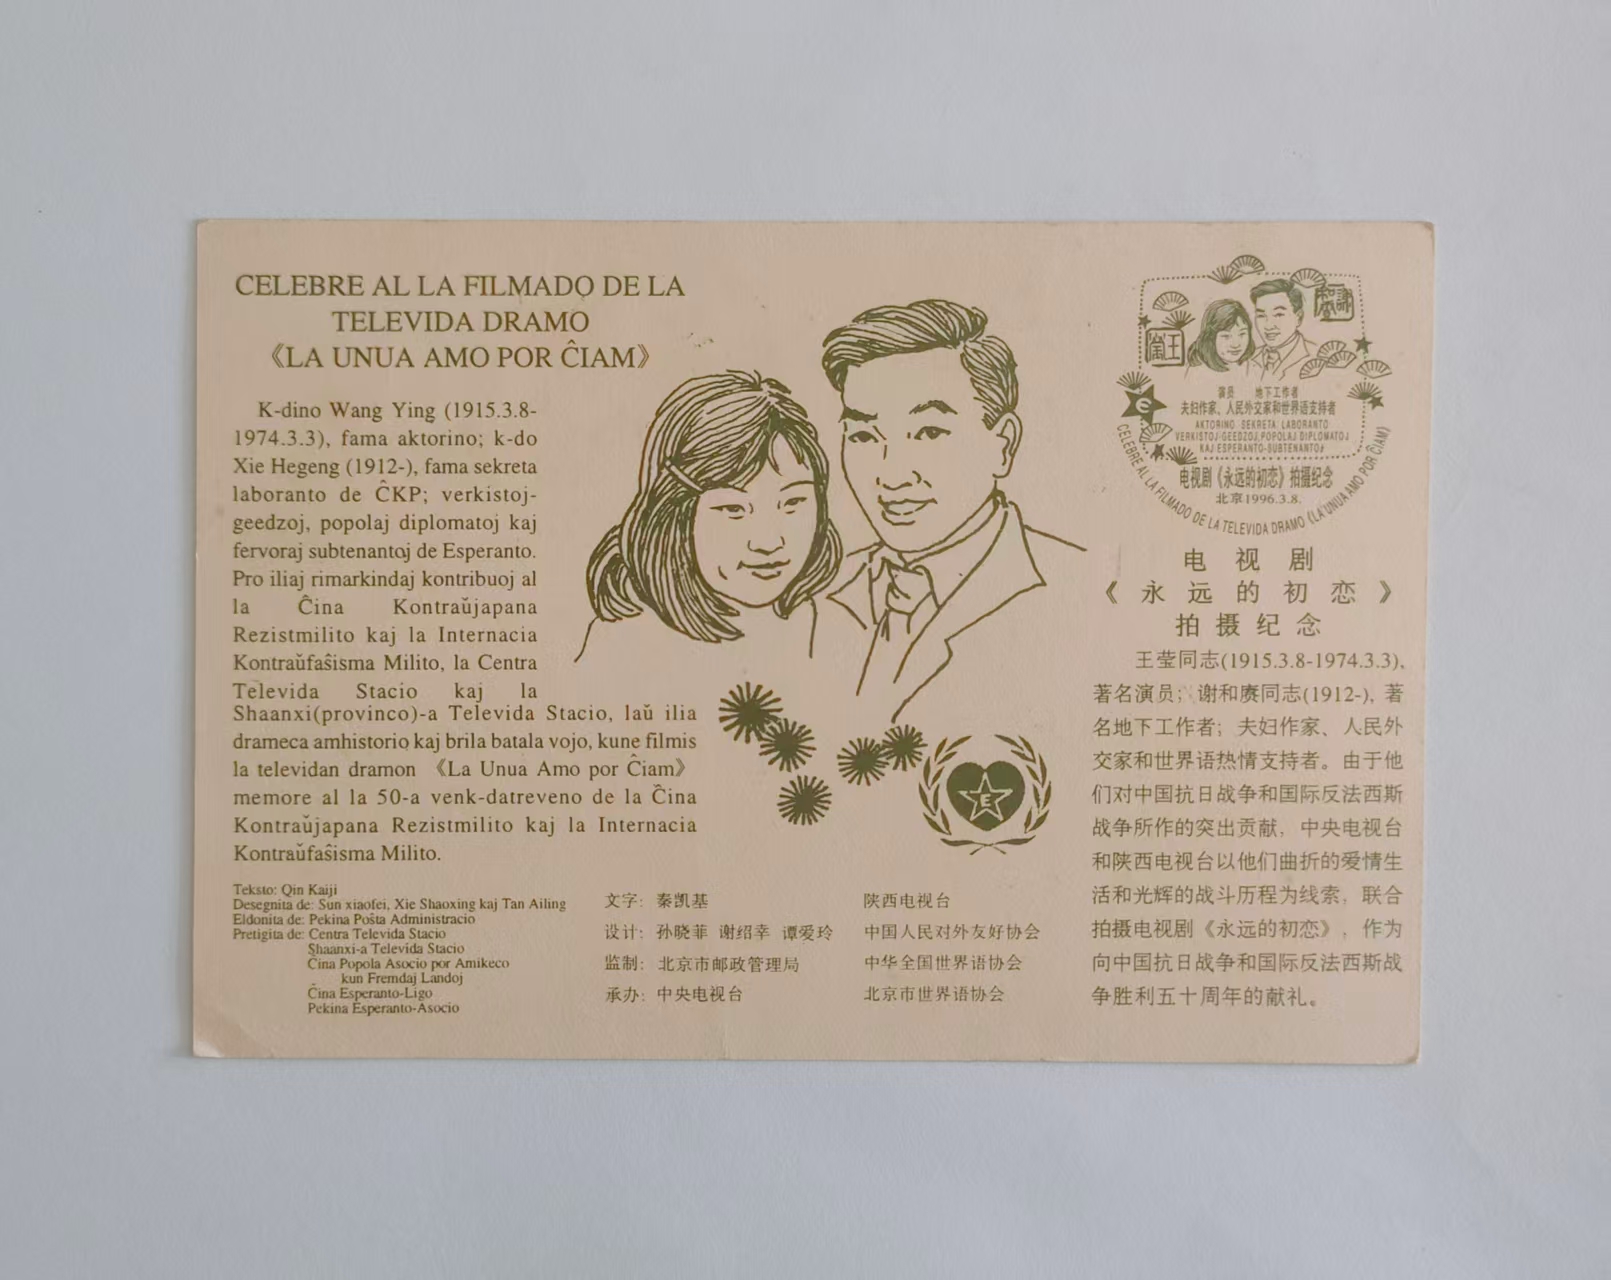 CELEBRE AL LA FILMADO DE LA
TELEVIDA DRAMO
《LA UNUA AMO POR ĈIAM》
K-dino Wang Ying (1915.3.8-
1974.3.3), fama aktorino; k-do
Xie Hegeng (1912-), fama sekreta
laboranto de ĈKP; verkistoj-
geedzoj, popolaj diplomatoj kaj
fervoraj subtenantoj de Esperanto.
Pro iliaj rimarkindaj kontribuoj al
la Ĉina Kontraŭjapana
Rezistmilito kaj la Internacia
Kontraŭfaŝisma Milito, la Centra
Televida Stacio kaj la
Shaanxi(provinco)-a Televida Stacio, laŭ ilia
drameca amhistorio kaj brila batala vojo, kune filmis
la televidan dramon 《La Unua Amo por Ĉiam》
memore al la 50-a venk-datreveno de la Ĉina
Kontraŭjapana Rezistmilito kaj la Internacia
Kontraŭfaŝisma Milito.
Teksto: Qin Kaiji
Desegnita de: Sun xiaofei, Xie Shaoxing kaj Tan Ailing
Eldonita de: Pekina Poŝta Administracio
Pretigita de: Centra Televida Stacio
Shaanxi-a Televida Stacio
Ĉina Popola Asocio por Amikeco
kun Fremdaj Landoj
Ĉina Esperanto-Ligo
Pekina Esperanto-Asocio
文字：秦凯基
设计：孙晓菲 谢绍幸 谭爱玲
监制：北京市邮政管理局
承办：中央电视台
陕西电视台
中国人民对外友好协会
中华全国世界语协会
北京市世界语协会
E
王莹
演员 地下工作者
夫妇作家、人民外交家和世界语支持者
AKTORINO SEKRETA LABORANTO
VERKISTOJ-GEEDZOJ, POPOLAJ DIPLOMATOJ
KAJ ESPERANTO-SUBTENANTOJ
电视剧《永远的初恋》拍摄纪念
北京1996.3.8.
CELEBRE AL LA FILMADO DE LA TELEVIDA DRAMO 《LA UNUA AMO POR ĈIAM》
电视剧
《永远的初恋》
拍摄纪念
王莹同志(1915.3.8-1974.3.3),
著名演员；谢和赓同志(1912-), 著
名地下工作者；夫妇作家、人民外
交家和世界语热情支持者。由于他
们对中国抗日战争和国际反法西斯
战争所作的突出贡献，中央电视台
和陕西电视台以他们曲折的爱情生
活和光辉的战斗历程为线索，联合
拍摄电视剧《永远的初恋》，作为
向中国抗日战争和国际反法西斯战
争胜利五十周年的献礼。